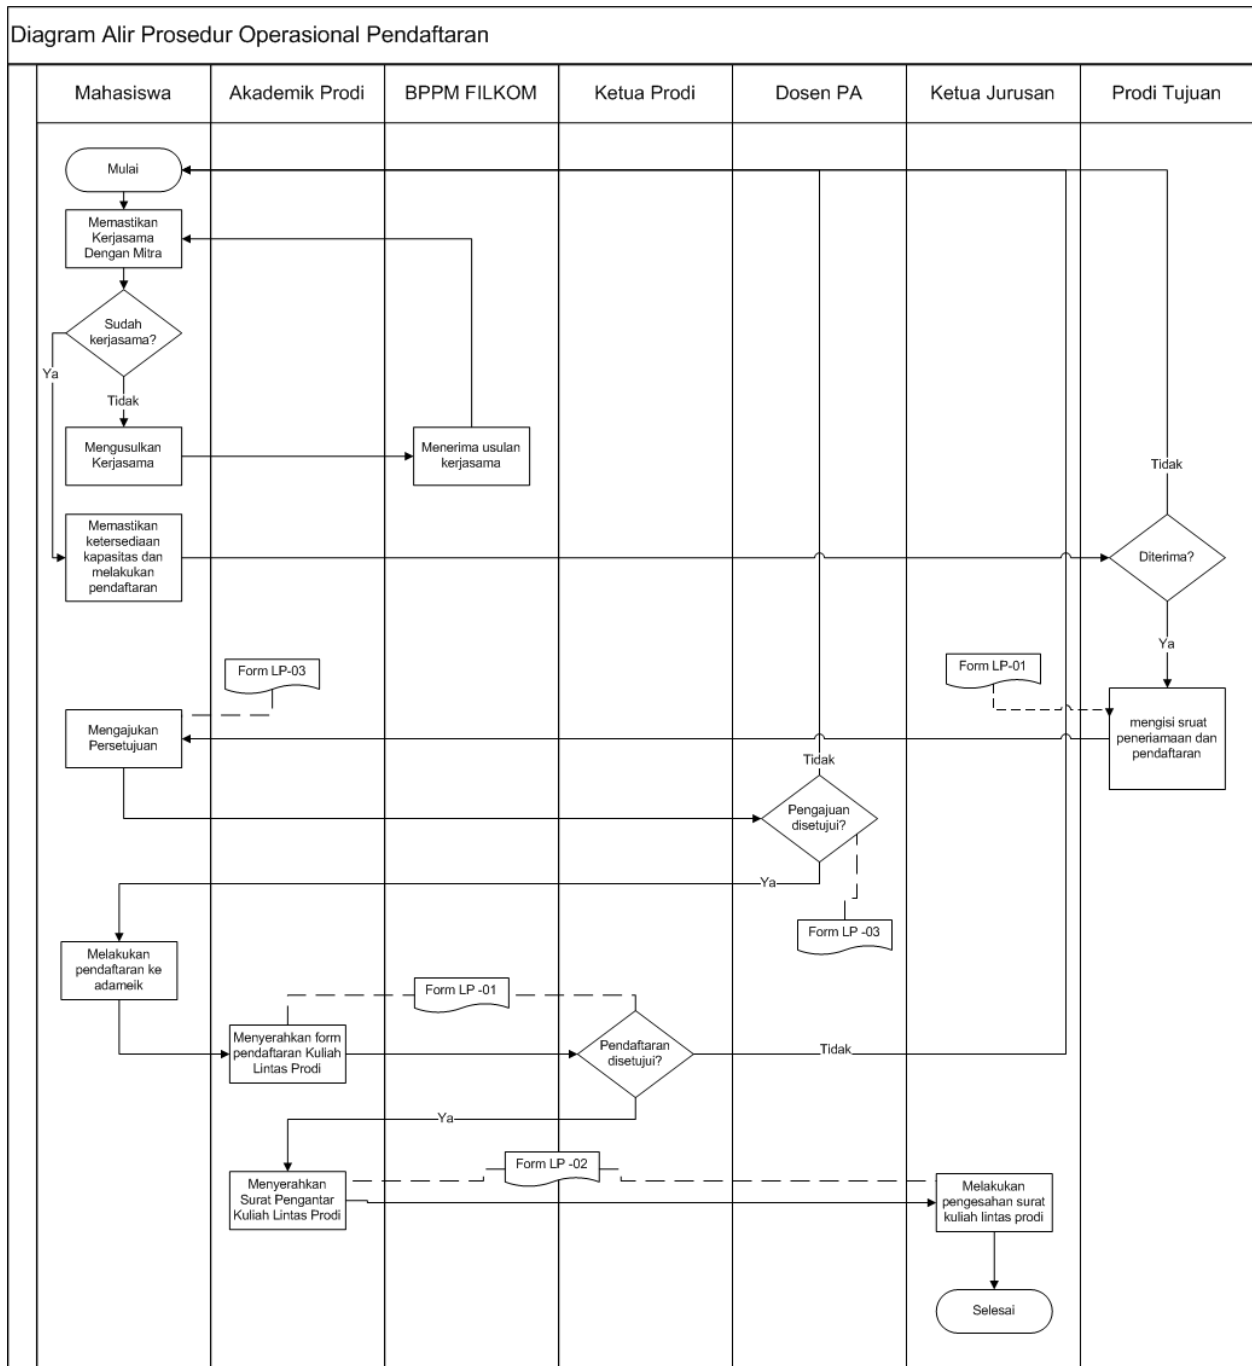 Diagram Alir Prosedur Operasional Pendaftaran
Mahasiswa
Akademik Prodi
BPPM FILKOM
Ketua Prodi
Dosen PA
Ketua Jurusan
Prodi Tujuan
Mulai
Memastikan
Kerjasama
Dengan Mitra
Sudah
kerjasama?
Ya
Tidak
Mengusulkan
Kerjasama
Menerima usulan
kerjasama
Tidak
Memastikan
ketersediaan
kapasitas dan
melakukan
pendaftaran
Diterima?
Ya
Form LP-03
Form LP-01
Mengajukan
Persetujuan
mengisi sruat
peneriamaan dan
pendaftaran
Tidak
Pengajuan
disetujui?
Ya
Form LP -03
Melakukan
pendaftaran ke
adameik
Form LP -01
Menyerahkan form
pendaftaran Kuliah
Lintas Prodi
Pendaftaran
disetujui?
Tidak
Ya
Form LP -02
Menyerahkan
Surat Pengantar
Kuliah Lintas Prodi
Melakukan
pengesahan surat
kuliah lintas prodi
Selesai